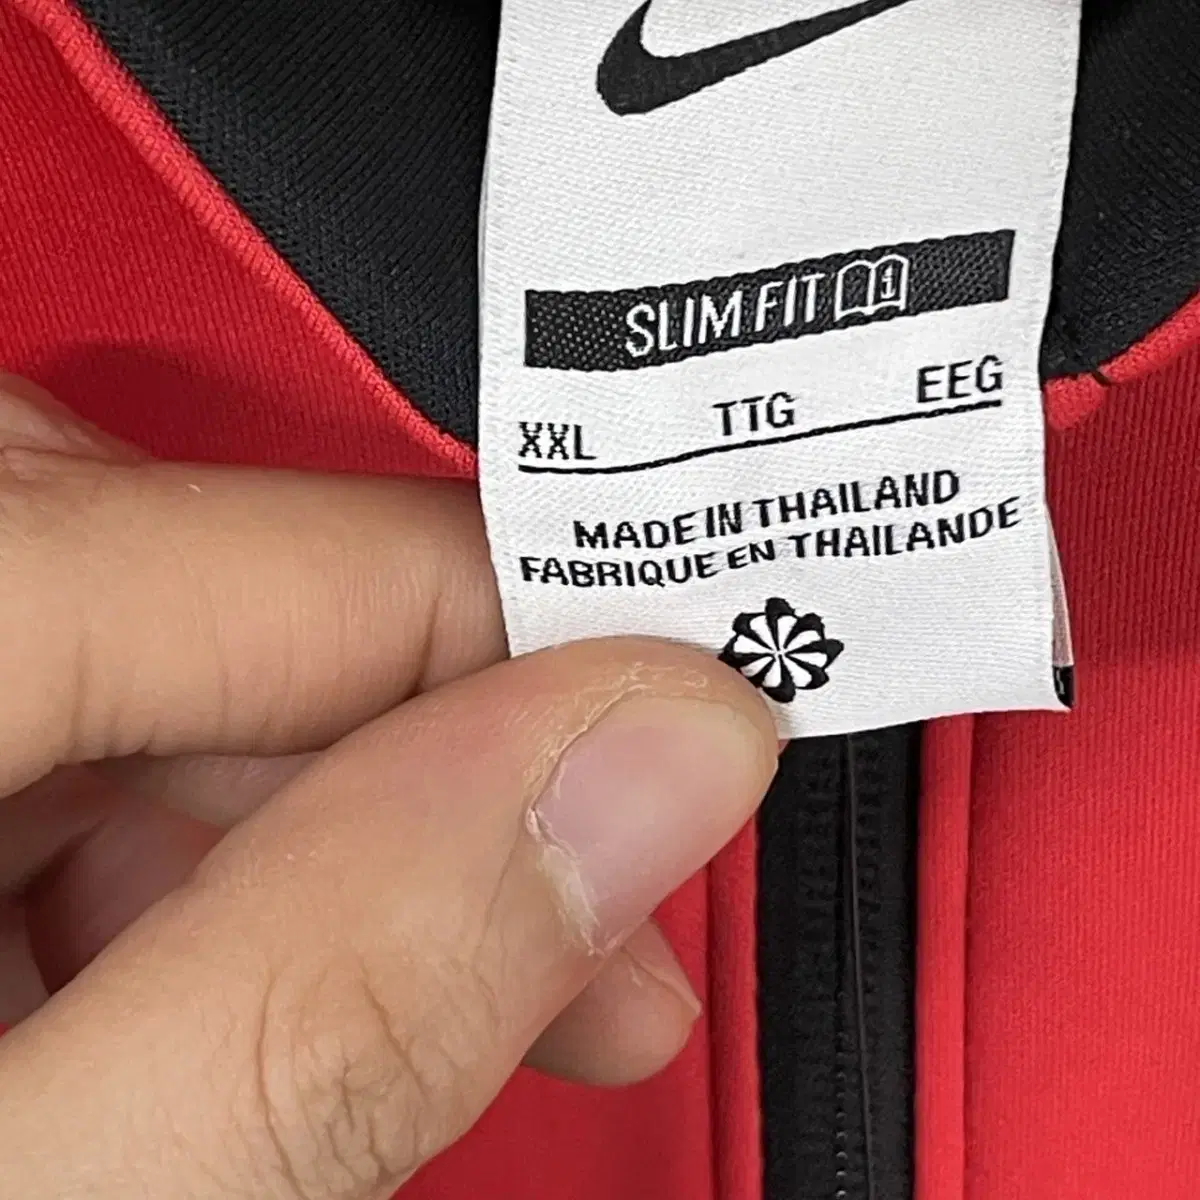 SLIM FIT i
XXL TTG EEG
MADE IN THAILAND
FABRIQUE EN THAILANDE